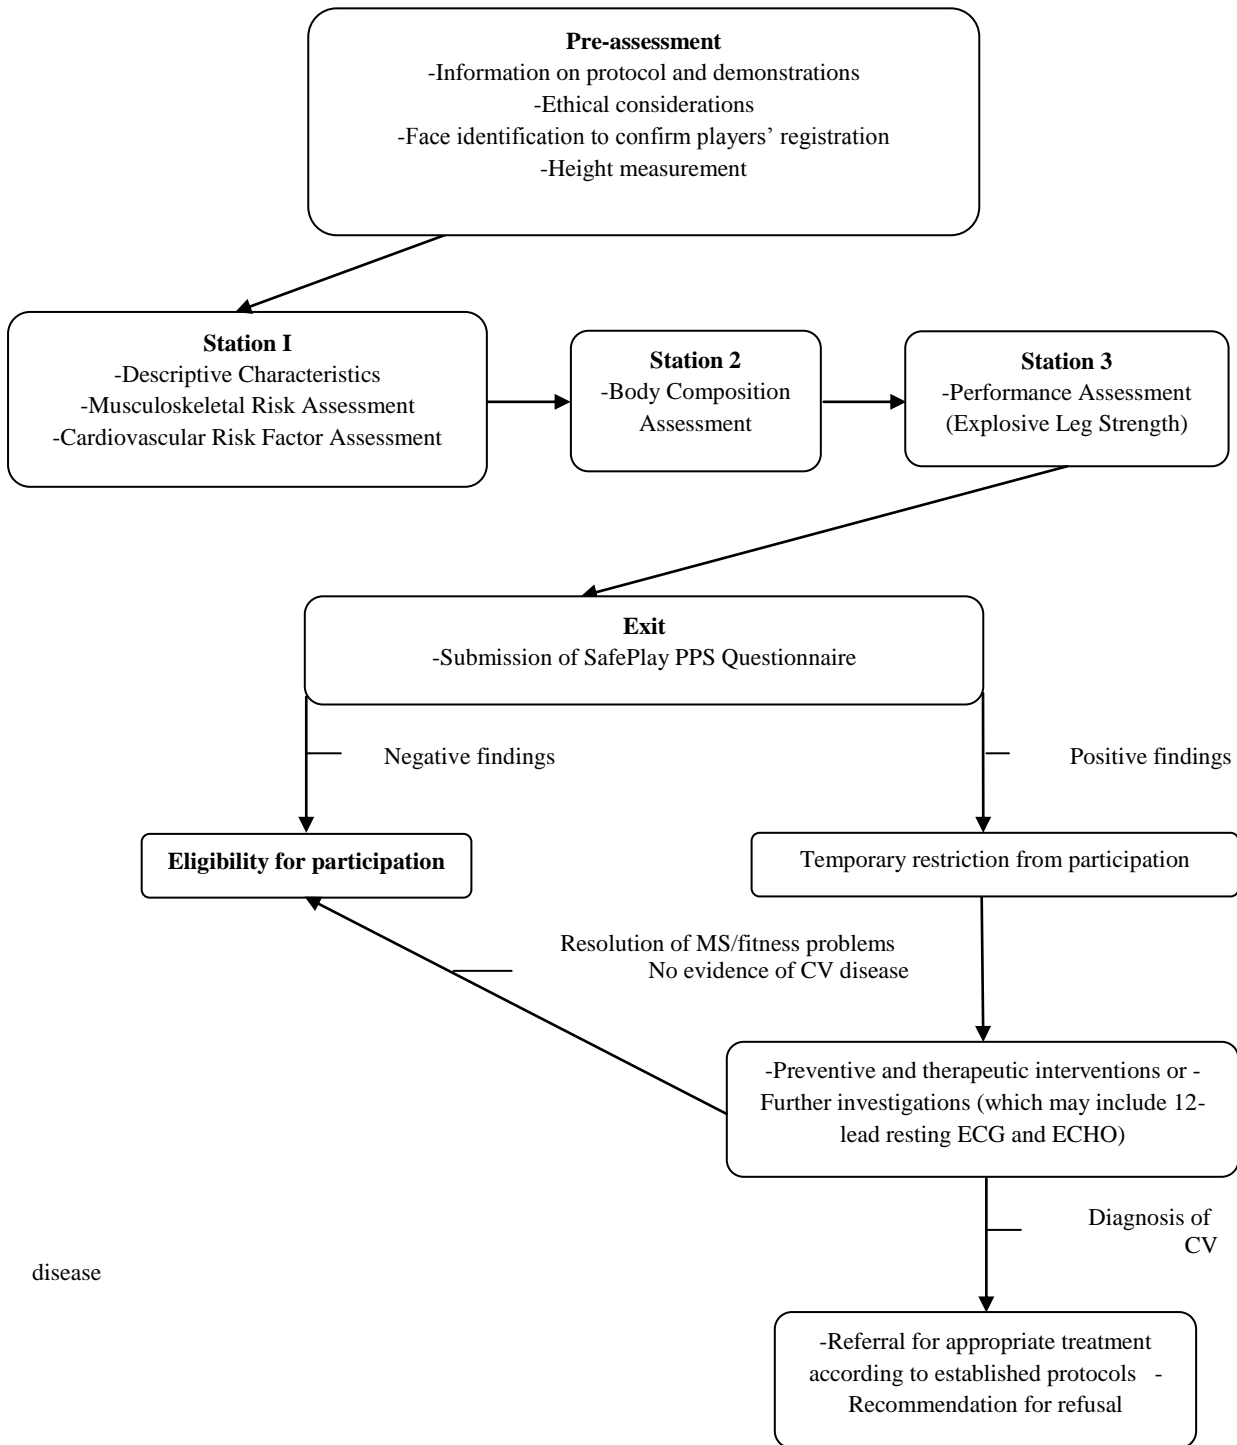 Pre-assessment
-Information on protocol and demonstrations
-Ethical considerations
-Face identification to confirm players’ registration
-Height measurement
Station I
-Descriptive Characteristics
-Musculoskeletal Risk Assessment
-Cardiovascular Risk Factor Assessment
Station 2
-Body Composition
Assessment
Station 3
-Performance Assessment
(Explosive Leg Strength)
Exit
-Submission of SafePlay PPS Questionnaire
Negative findings
Positive findings
Eligibility for participation
Temporary restriction from participation
Resolution of MS/fitness problems
No evidence of CV disease
-Preventive and therapeutic interventions or -
Further investigations (which may include 12-
lead resting ECG and ECHO)
Diagnosis of
CV
disease
-Referral for appropriate treatment
according to established protocols -
Recommendation for refusal